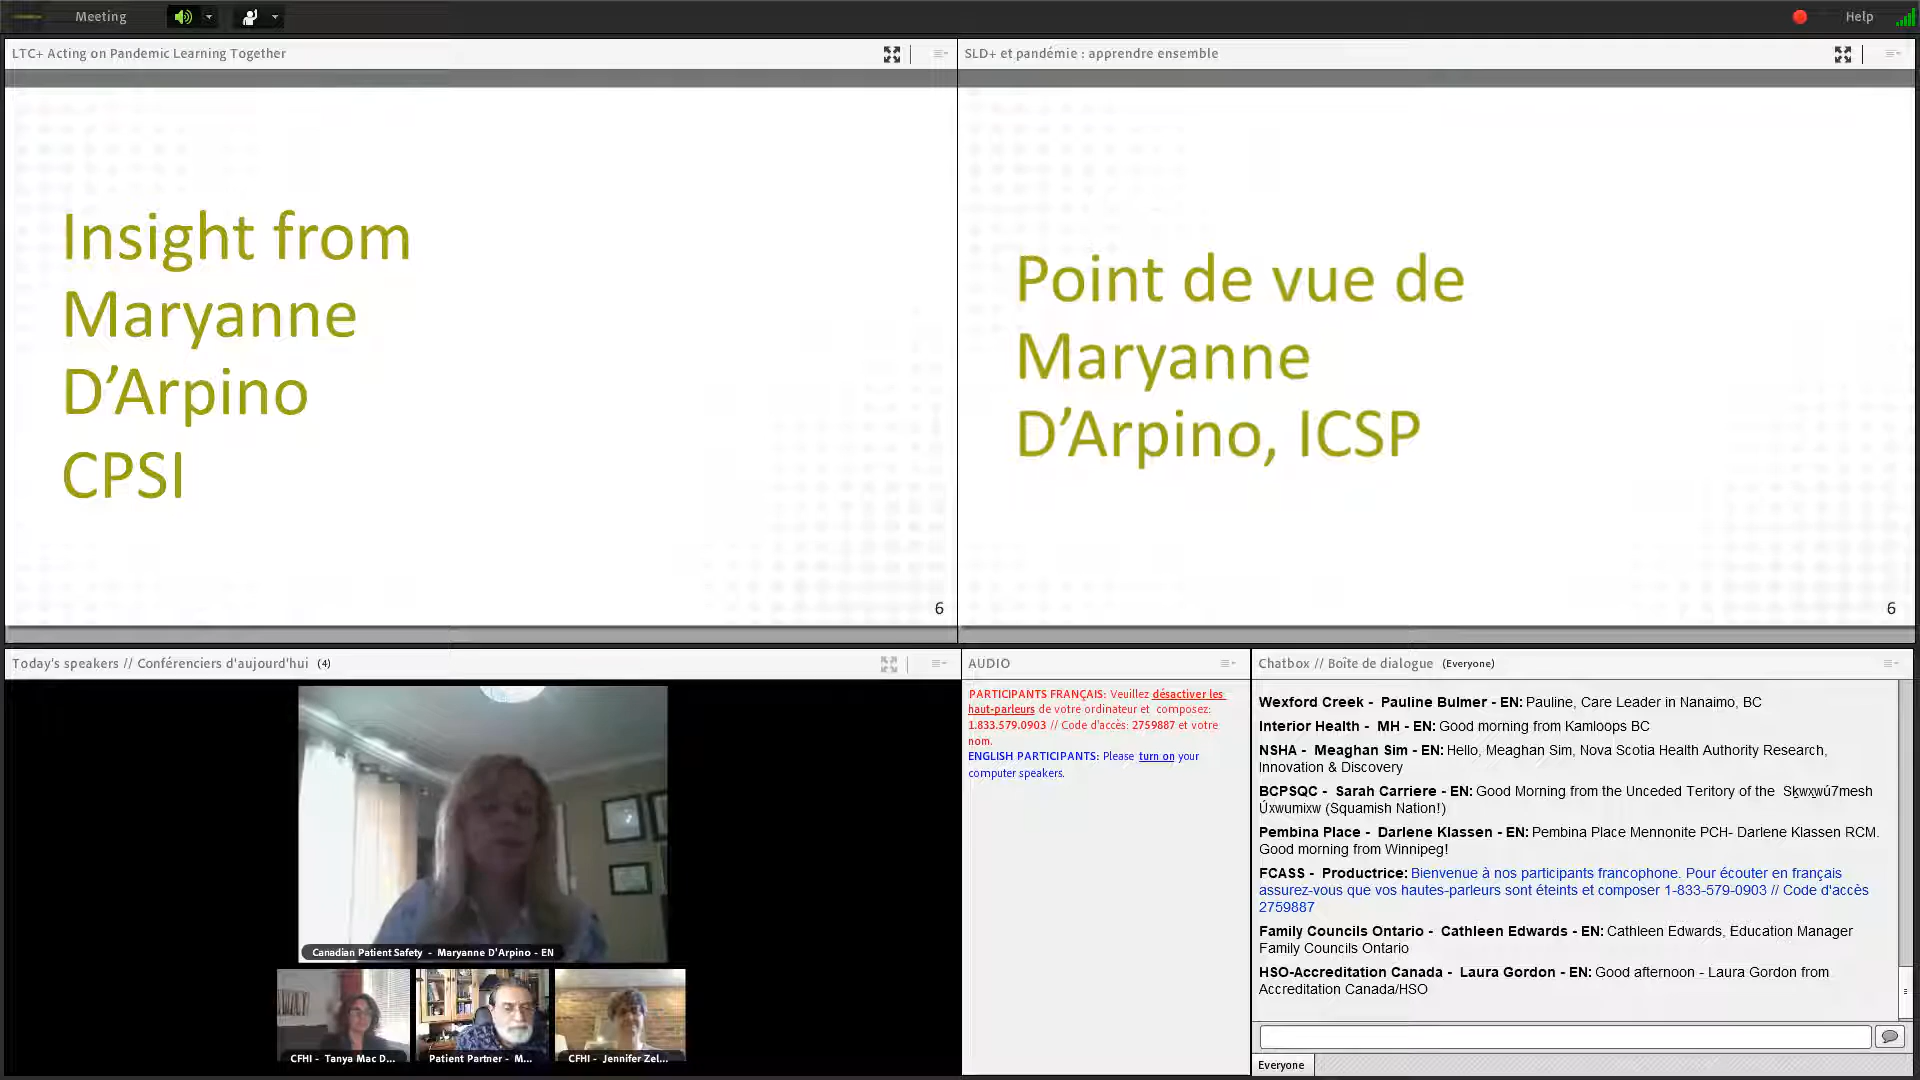 Meeting
Help
LTC+ Acting on Pandemic Learning Together
Insight from
Maryanne
D’Arpino
CPSI
6
SLD+ et pandémie : apprendre ensemble
Point de vue de
Maryanne
D’Arpino, ICSP
6
Today's speakers // Conférenciers d'aujourd'hui (4)
Canadian Patient Safety - Maryanne D'Arpino - EN
CFHI - Tanya Mac D...
Patient Partner - M...
CFHI - Jennifer Zel...
AUDIO
PARTICIPANTS FRANÇAIS: Veuillez désactiver les
haut-parleurs de votre ordinateur et composez:
1.833.579.0903 // Code d'accès: 2759887 et votre
nom.
ENGLISH PARTICIPANTS: Please turn on your
computer speakers.
Chatbox // Boîte de dialogue (Everyone)
Wexford Creek - Pauline Bulmer - EN: Pauline, Care Leader in Nanaimo, BC
Interior Health - MH - EN: Good morning from Kamloops BC
NSHA - Meaghan Sim - EN: Hello, Meaghan Sim, Nova Scotia Health Authority Research,
Innovation & Discovery
BCPSQC - Sarah Carriere - EN: Good Morning from the Unceded Teritory of the Sḵwx̱wú7mesh
Úxwumixw (Squamish Nation!)
Pembina Place - Darlene Klassen - EN: Pembina Place Mennonite PCH- Darlene Klassen RCM.
Good morning from Winnipeg!
FCASS - Productrice: Bienvenue à nos participants francophone. Pour écouter en français
assurez-vous que vos hautes-parleurs sont éteints et composer 1-833-579-0903 // Code d'accès
2759887
Family Councils Ontario - Cathleen Edwards - EN: Cathleen Edwards, Education Manager
Family Councils Ontario
HSO-Accreditation Canada - Laura Gordon - EN: Good afternoon - Laura Gordon from
Accreditation Canada/HSO
Everyone